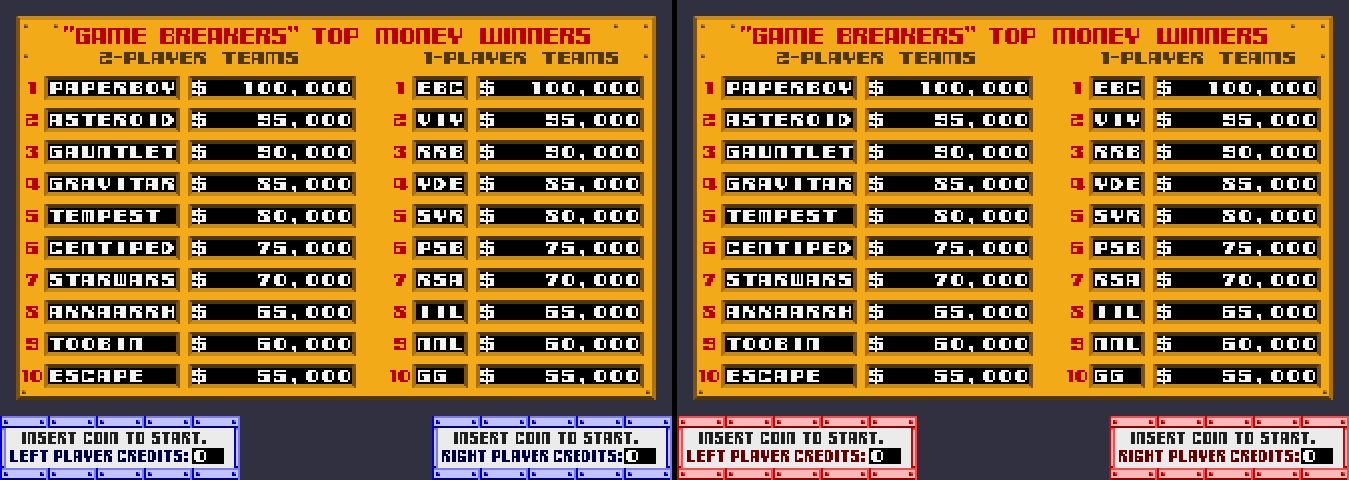 "GAME BREAKERS" TOP MONEY WINNERS
2-PLAYER TEAMS 1-PLAYER TEAMS
1 PAPERBOY $ 100,000 1 EBC $ 100,000
2 ASTEROID $ 95,000 2 VIV $ 95,000
3 GAUNTLET $ 90,000 3 RRB $ 90,000
4 GRAVITAR $ 85,000 4 YDE $ 85,000
5 TEMPEST $ 80,000 5 SYR $ 80,000
6 CENTIPED $ 75,000 6 PSB $ 75,000
7 STARWARS $ 70,000 7 RSA $ 70,000
8 AKKAARRH $ 65,000 8 IIL $ 65,000
9 TOOBIN $ 60,000 9 NNL $ 60,000
10 ESCAPE $ 55,000 10 GG $ 55,000
INSERT COIN TO START.
LEFT PLAYER CREDITS:0
INSERT COIN TO START.
RIGHT PLAYER CREDITS:0
"GAME BREAKERS" TOP MONEY WINNERS
2-PLAYER TEAMS 1-PLAYER TEAMS
1 PAPERBOY $ 100,000 1 EBC $ 100,000
2 ASTEROID $ 95,000 2 VIV $ 95,000
3 GAUNTLET $ 90,000 3 RRB $ 90,000
4 GRAVITAR $ 85,000 4 YDE $ 85,000
5 TEMPEST $ 80,000 5 SYR $ 80,000
6 CENTIPED $ 75,000 6 PSB $ 75,000
7 STARWARS $ 70,000 7 RSA $ 70,000
8 AKKAARRH $ 65,000 8 IIL $ 65,000
9 TOOBIN $ 60,000 9 NNL $ 60,000
10 ESCAPE $ 55,000 10 GG $ 55,000
INSERT COIN TO START.
LEFT PLAYER CREDITS:0
INSERT COIN TO START.
RIGHT PLAYER CREDITS:0